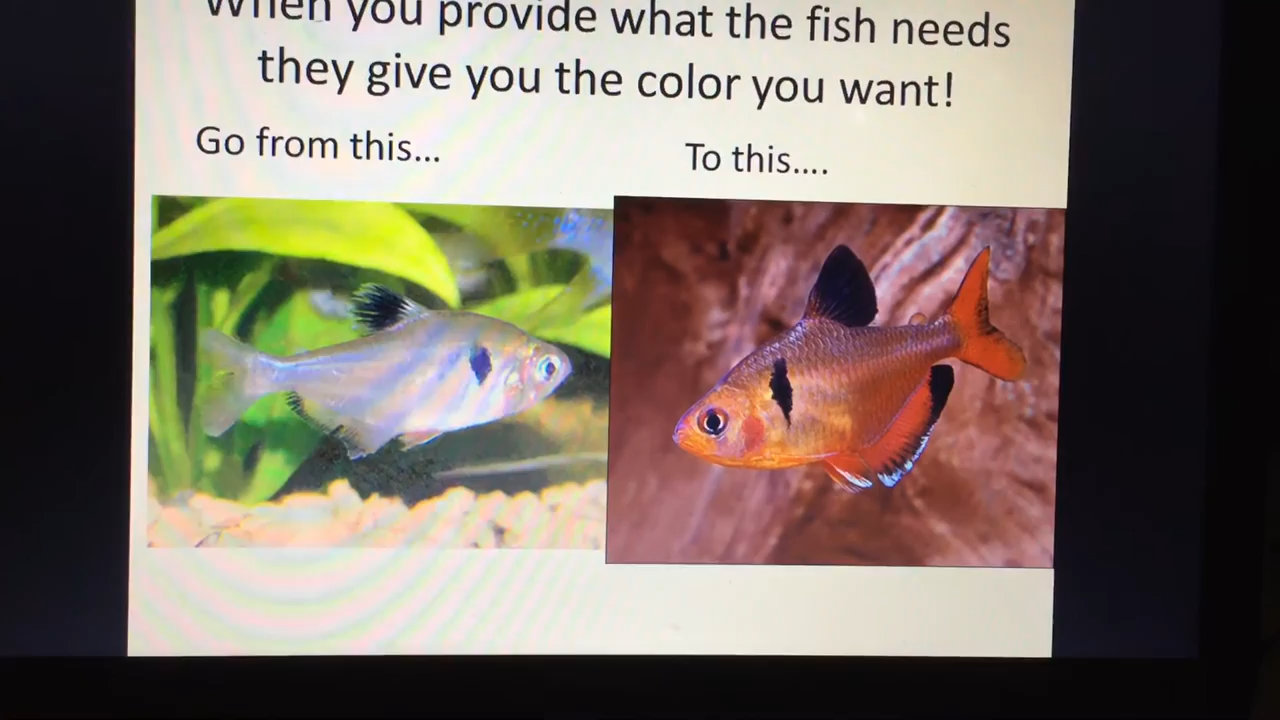 When you provide what the fish needs
they give you the color you want!
Go from this...
To this....